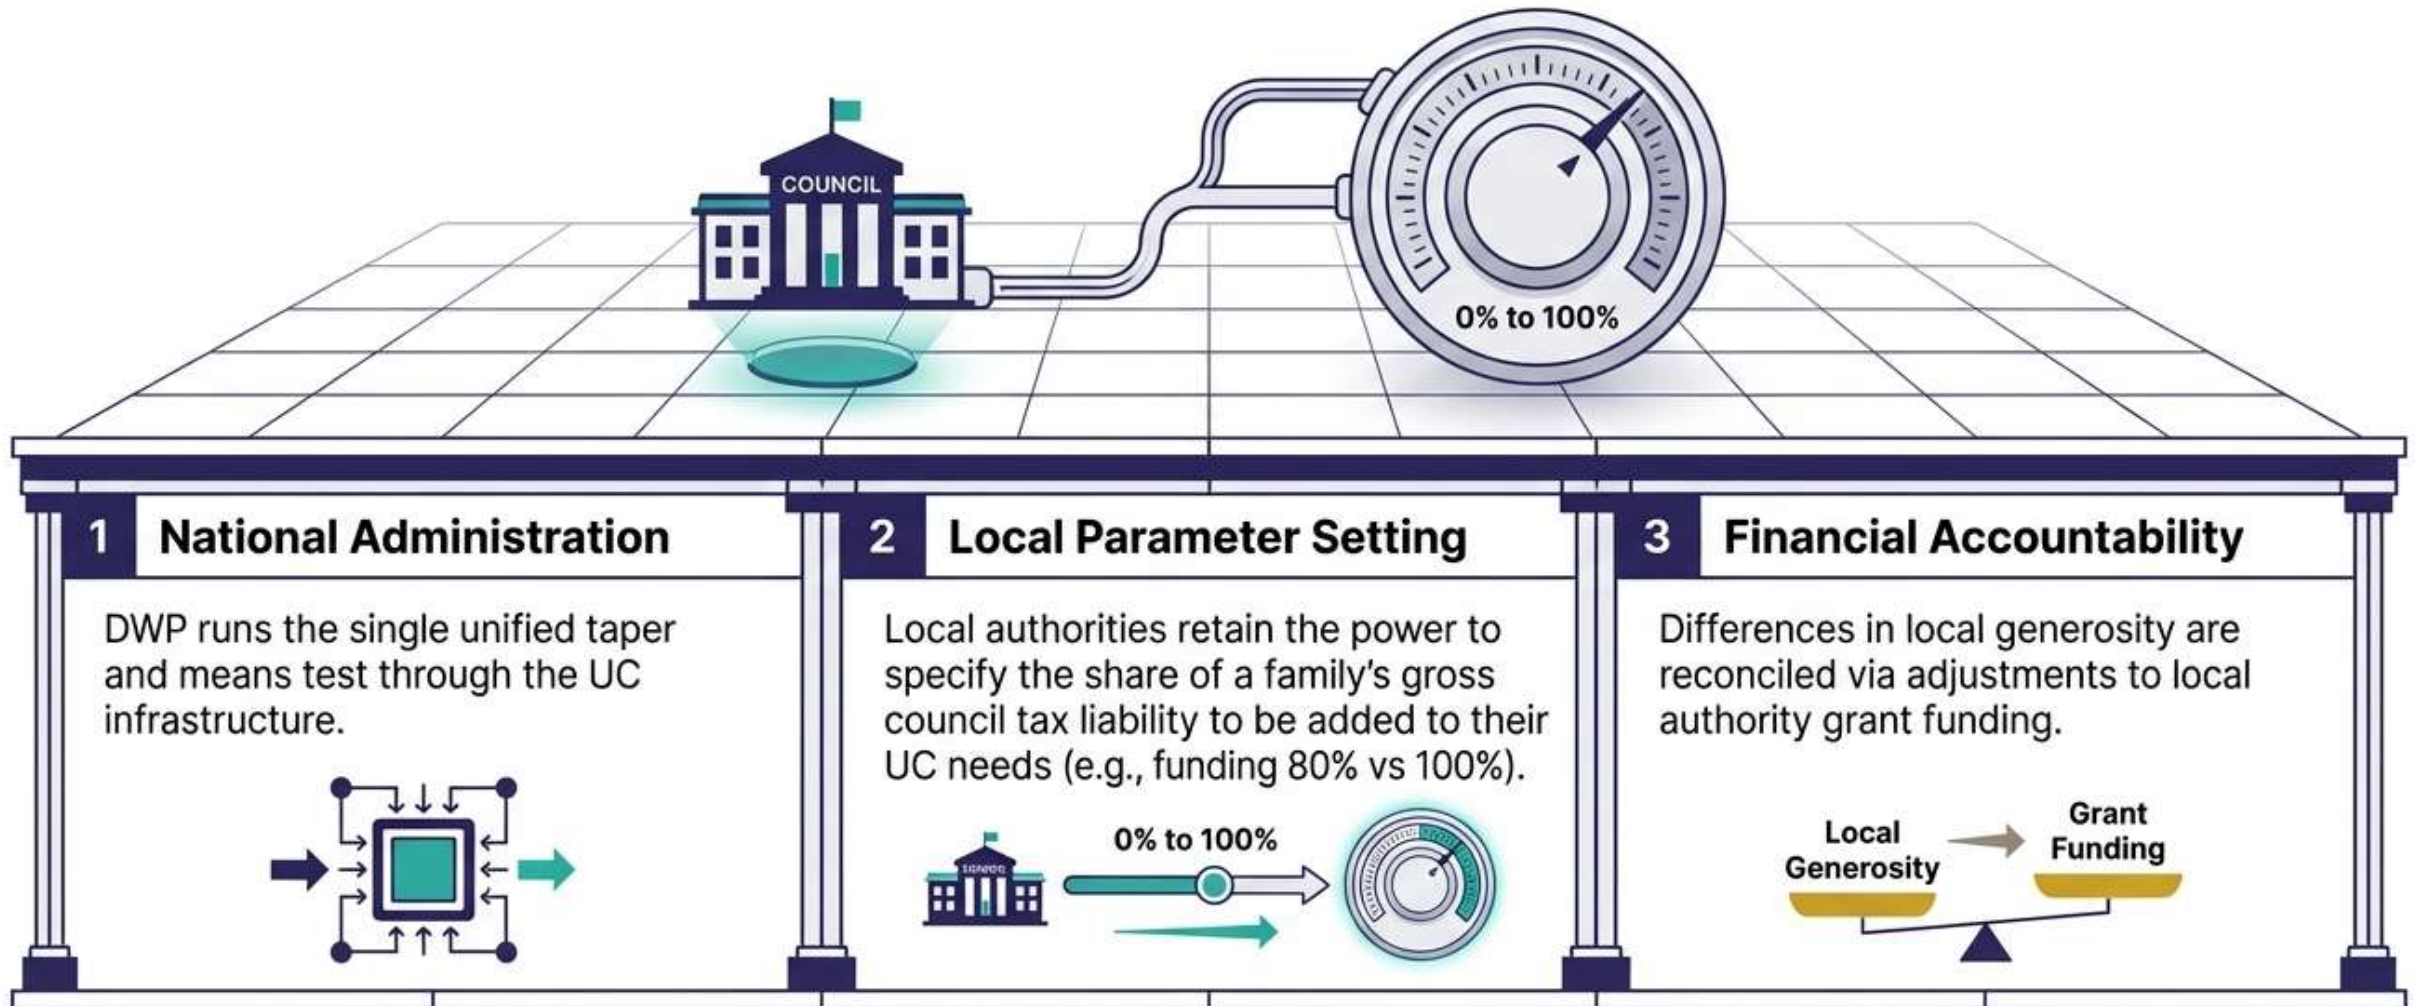 COUNCIL
0% to 100%
1 National Administration
DWP runs the single unified taper
and means test through the UC
infrastructure.
2 Local Parameter Setting
Local authorities retain the power to
specify the share of a family's gross
council tax liability to be added to their
UC needs (e.g., funding 80% vs 100%).
0% to 100%
3 Financial Accountability
Differences in local generosity are
reconciled via adjustments to local
authority grant funding.
Local
Generosity
Grant
Funding